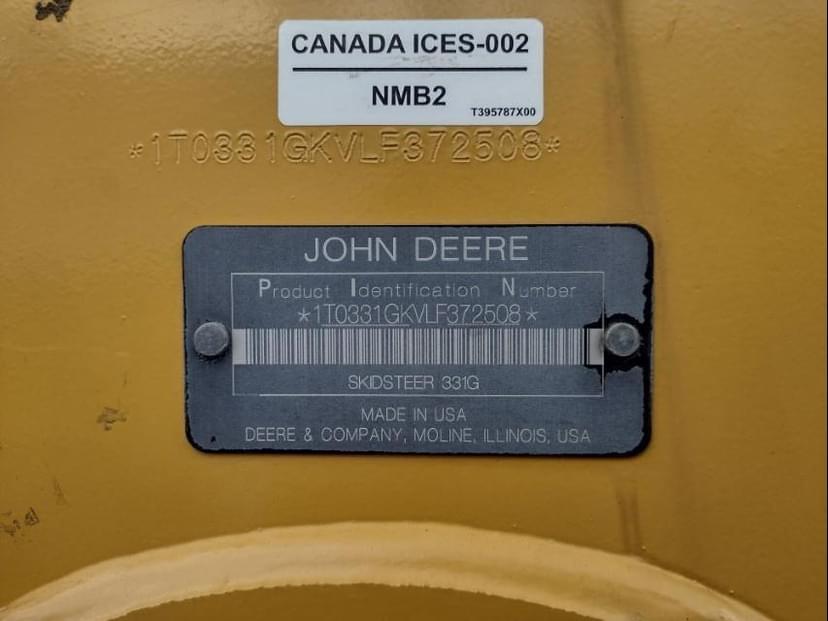 CANADA ICES-002
NMB2
T395787X00
*1T0331GKVLF372508*
JOHN DEERE
Product Identification Number
*1T0331GKVLF372508*
SKIDSTEER 331G
MADE IN USA
DEERE & COMPANY, MOLINE, ILLINOIS, USA